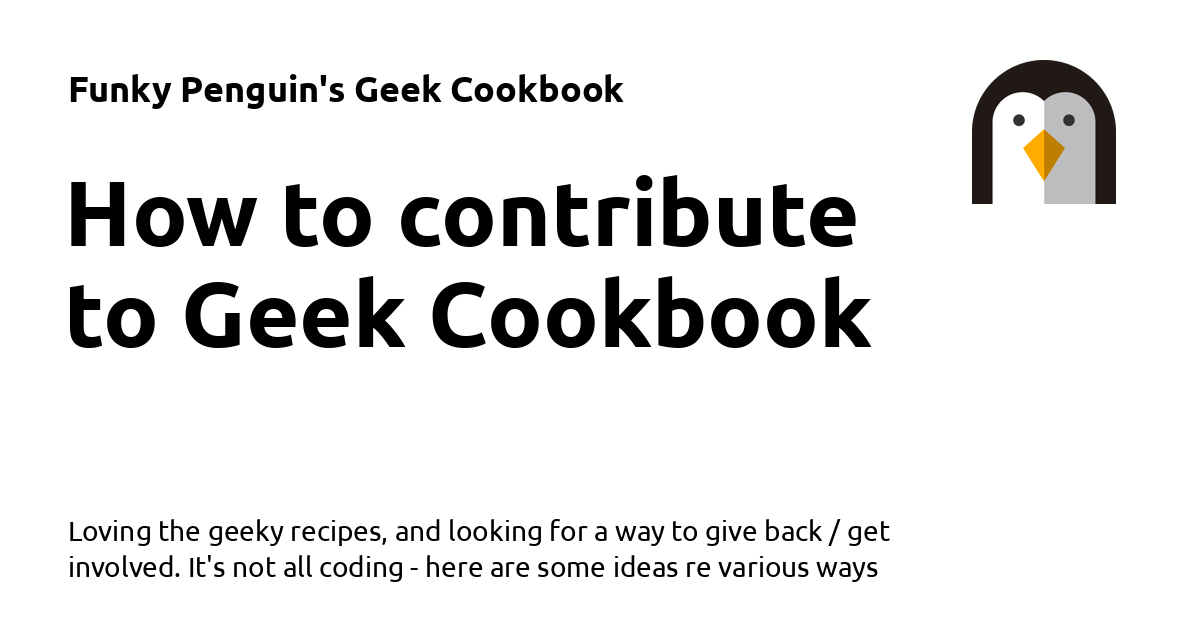 Funky Penguin's Geek Cookbook
How to contribute
to Geek Cookbook
Loving the geeky recipes, and looking for a way to give back / get
involved. It's not all coding - here are some ideas re various ways